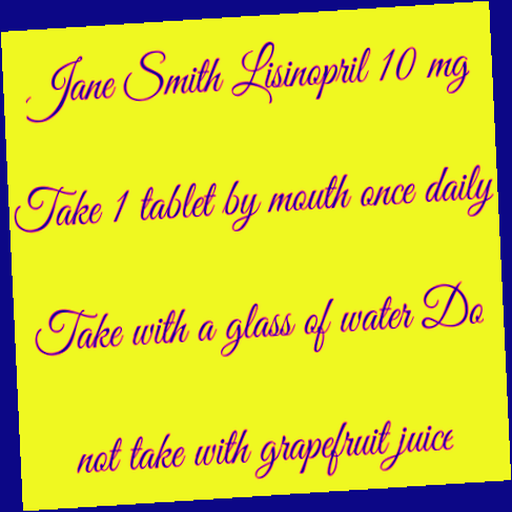 Jane Smith Lisinopril 10 mg
Take 1 tablet by mouth once daily
Take with a glass of water Do
not take with grapefruit juice